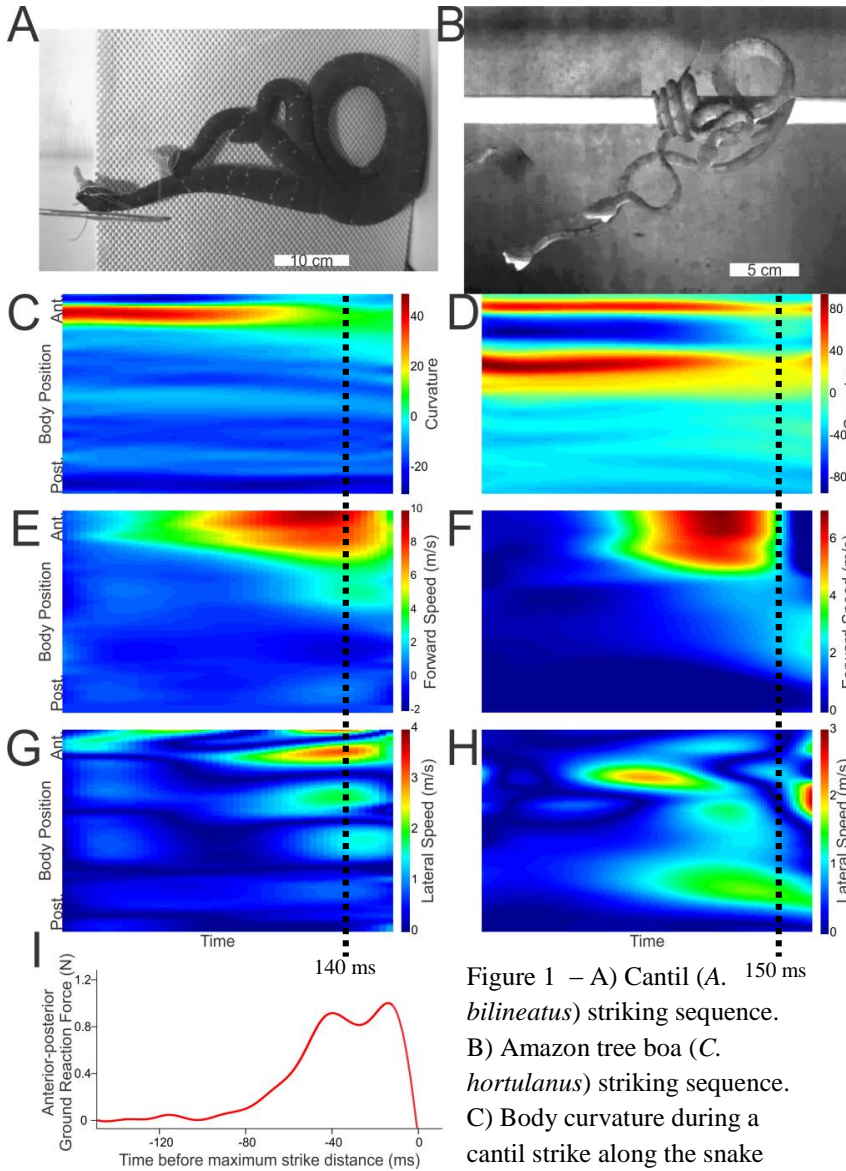 A
B
10 cm
5 cm
C
Ant.
Body Position
Post.
40
20
0
-20
Curvature
D
80
40
0
-40
-80
E
Ant.
Body Position
Post.
10
8
6
4
2
0
-2
Forward Speed (m/s)
F
6
4
2
0
Forward Speed (m/s)
G
Ant.
Body Position
Post.
4
3
2
1
0
Lateral Speed (m/s)
H
3
2
1
0
Lateral Speed (m/s)
Time
Time
140 ms
150 ms
I
Anterior-posterior
Ground Reaction Force (N)
1.2
0.8
0.4
0
-120
-80
-40
0
Time before maximum strike distance (ms)
Figure 1 – A) Cantil (A.
bilineatus) striking sequence.
B) Amazon tree boa (C.
hortulanus) striking sequence.
C) Body curvature during a
cantil strike along the snake